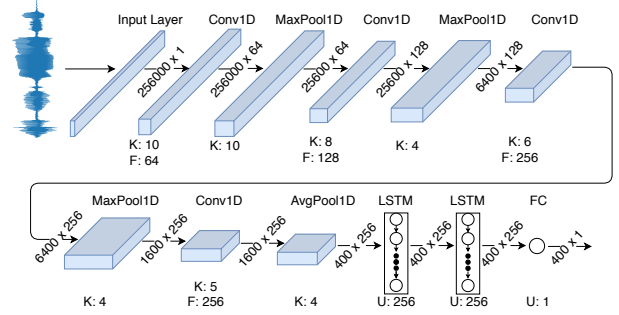 Input Layer Conv1D MaxPool1D Conv1D MaxPool1D Conv1D
256000 x 1 256000 x 64 25600 x 64 25600 x 128 6400 x 128
K: 10 K: 10 K: 8 K: 4 K: 6
F: 64 F: 128 F: 256
MaxPool1D Conv1D AvgPool1D LSTM LSTM FC
6400 x 256 1600 x 256 1600 x 256 400 x 256 400 x 256 400 x 256 400 x 1
K: 4 K: 5 K: 4 U: 256 U: 256 U: 1
F: 256